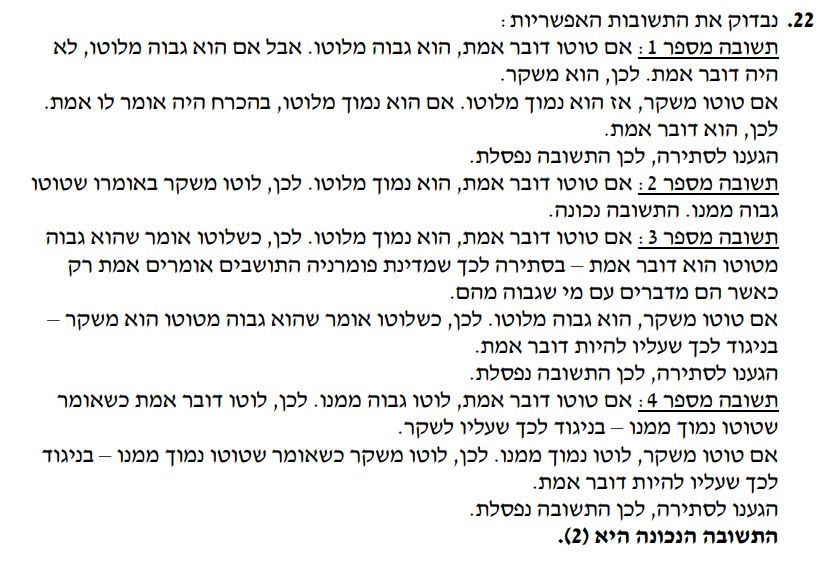 22. נבדוק את התשובות האפשריות:
תשובה מספר 1: אם טוטו דובר אמת, הוא גבוה מלוטו. אבל אם הוא גבוה מלוטו, לא
היה דובר אמת. לכן, הוא משקר.
אם טוטו משקר, אז הוא נמוך מלוטו. אם הוא נמוך מלוטו, בהכרח היה אומר לו אמת.
לכן, הוא דובר אמת.
הגענו לסתירה, לכן התשובה נפסלת.
תשובה מספר 2: אם טוטו דובר אמת, הוא נמוך מלוטו. לכן, לוטו משקר באומרו שטוטו
גבוה ממנו. התשובה נכונה.
תשובה מספר 3: אם טוטו דובר אמת, הוא נמוך מלוטו. לכן, כשלוטו אומר שהוא גבוה
מטוטו הוא דובר אמת – בסתירה לכך שמדינת פומרניה התושבים אומרים אמת רק
כאשר הם מדברים עם מי שגבוה מהם.
אם טוטו משקר, הוא גבוה מלוטו. לכן, כשלוטו אומר שהוא גבוה מטוטו הוא משקר –
בניגוד לכך שעליו להיות דובר אמת.
הגענו לסתירה, לכן התשובה נפסלת.
תשובה מספר 4: אם טוטו דובר אמת, לוטו גבוה ממנו. לכן, לוטו דובר אמת כשאומר
שטוטו נמוך ממנו – בניגוד לכך שעליו לשקר.
אם טוטו משקר, לוטו נמוך ממנו. לכן, לוטו משקר כשאומר שטוטו נמוך ממנו – בניגוד
לכך שעליו להיות דובר אמת.
הגענו לסתירה, לכן התשובה נפסלת.
התשובה הנכונה היא (2).